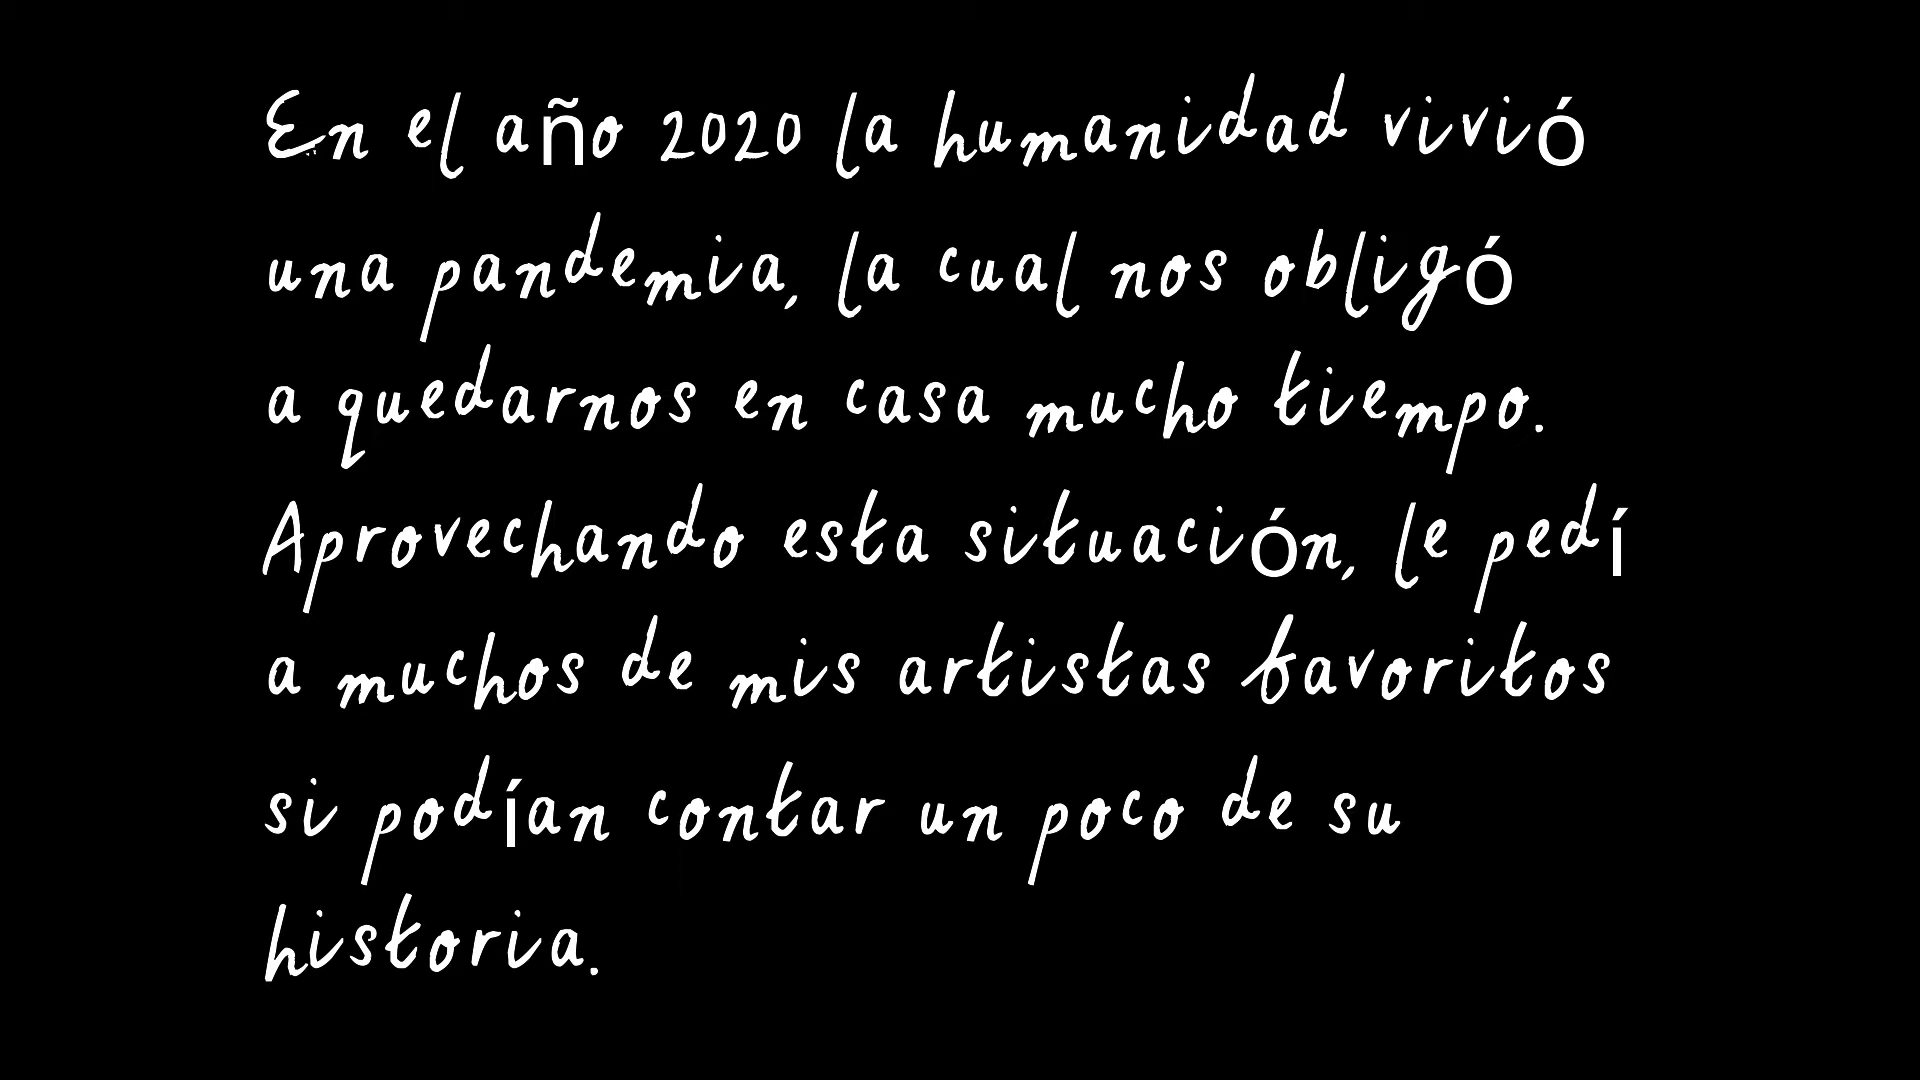 En el año 2020 la humanidad vivió
una pandemia, la cual nos obligó
a quedarnos en casa mucho tiempo.
Aprovechando esta situación, le pedí
a muchos de mis artistas favoritos
si podían contar un poco de su
historia.